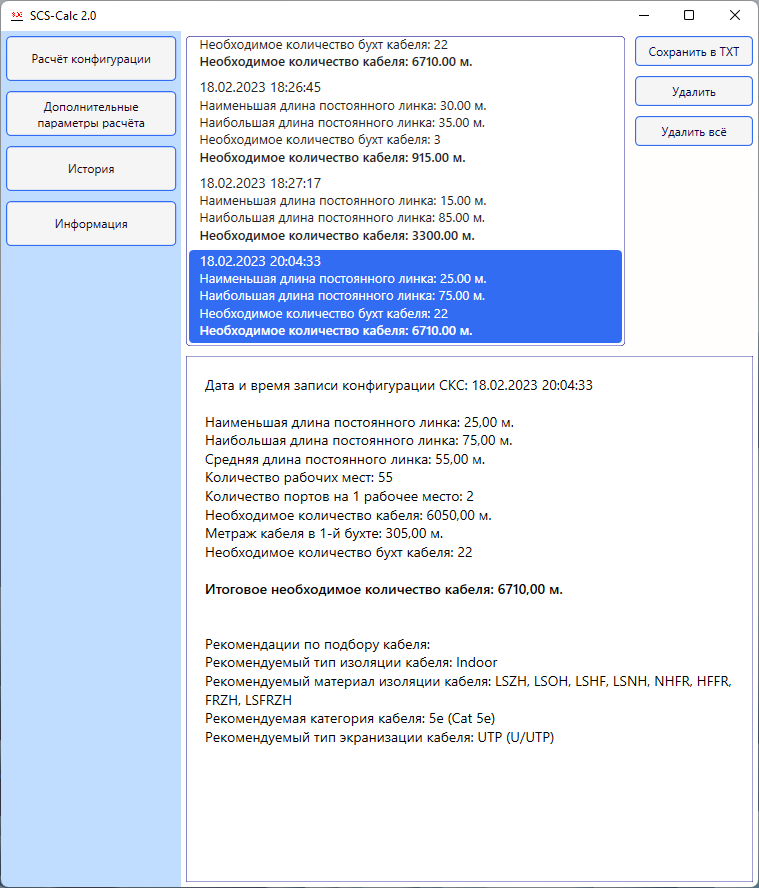 SCS-Calc 2.0
Расчёт конфигурации
Дополнительные
параметры расчёта
История
Информация
Необходимое количество бухт кабеля: 22
Необходимое количество кабеля: 6710.00 м.
18.02.2023 18:26:45
Наименьшая длина постоянного линка: 30.00 м.
Наибольшая длина постоянного линка: 35.00 м.
Необходимое количество бухт кабеля: 3
Необходимое количество кабеля: 915.00 м.
18.02.2023 18:27:17
Наименьшая длина постоянного линка: 15.00 м.
Наибольшая длина постоянного линка: 85.00 м.
Необходимое количество кабеля: 3300.00 м.
18.02.2023 20:04:33
Наименьшая длина постоянного линка: 25.00 м.
Наибольшая длина постоянного линка: 75.00 м.
Необходимое количество бухт кабеля: 22
Необходимое количество кабеля: 6710.00 м.
Сохранить в TXT
Удалить
Удалить всё
Дата и время записи конфигурации СКС: 18.02.2023 20:04:33
Наименьшая длина постоянного линка: 25,00 м.
Наибольшая длина постоянного линка: 75,00 м.
Средняя длина постоянного линка: 55,00 м.
Количество рабочих мест: 55
Количество портов на 1 рабочее место: 2
Необходимое количество кабеля: 6050,00 м.
Метраж кабеля в 1-й бухте: 305,00 м.
Необходимое количество бухт кабеля: 22
Итоговое необходимое количество кабеля: 6710,00 м.
Рекомендации по подбору кабеля:
Рекомендуемый тип изоляции кабеля: Indoor
Рекомендуемый материал изоляции кабеля: LSZH, LSOH, LSHF, LSNH, NHFR, HFFR,
FRZH, LSFRZH
Рекомендуемая категория кабеля: 5e (Cat 5e)
Рекомендуемый тип экранизации кабеля: UTP (U/UTP)